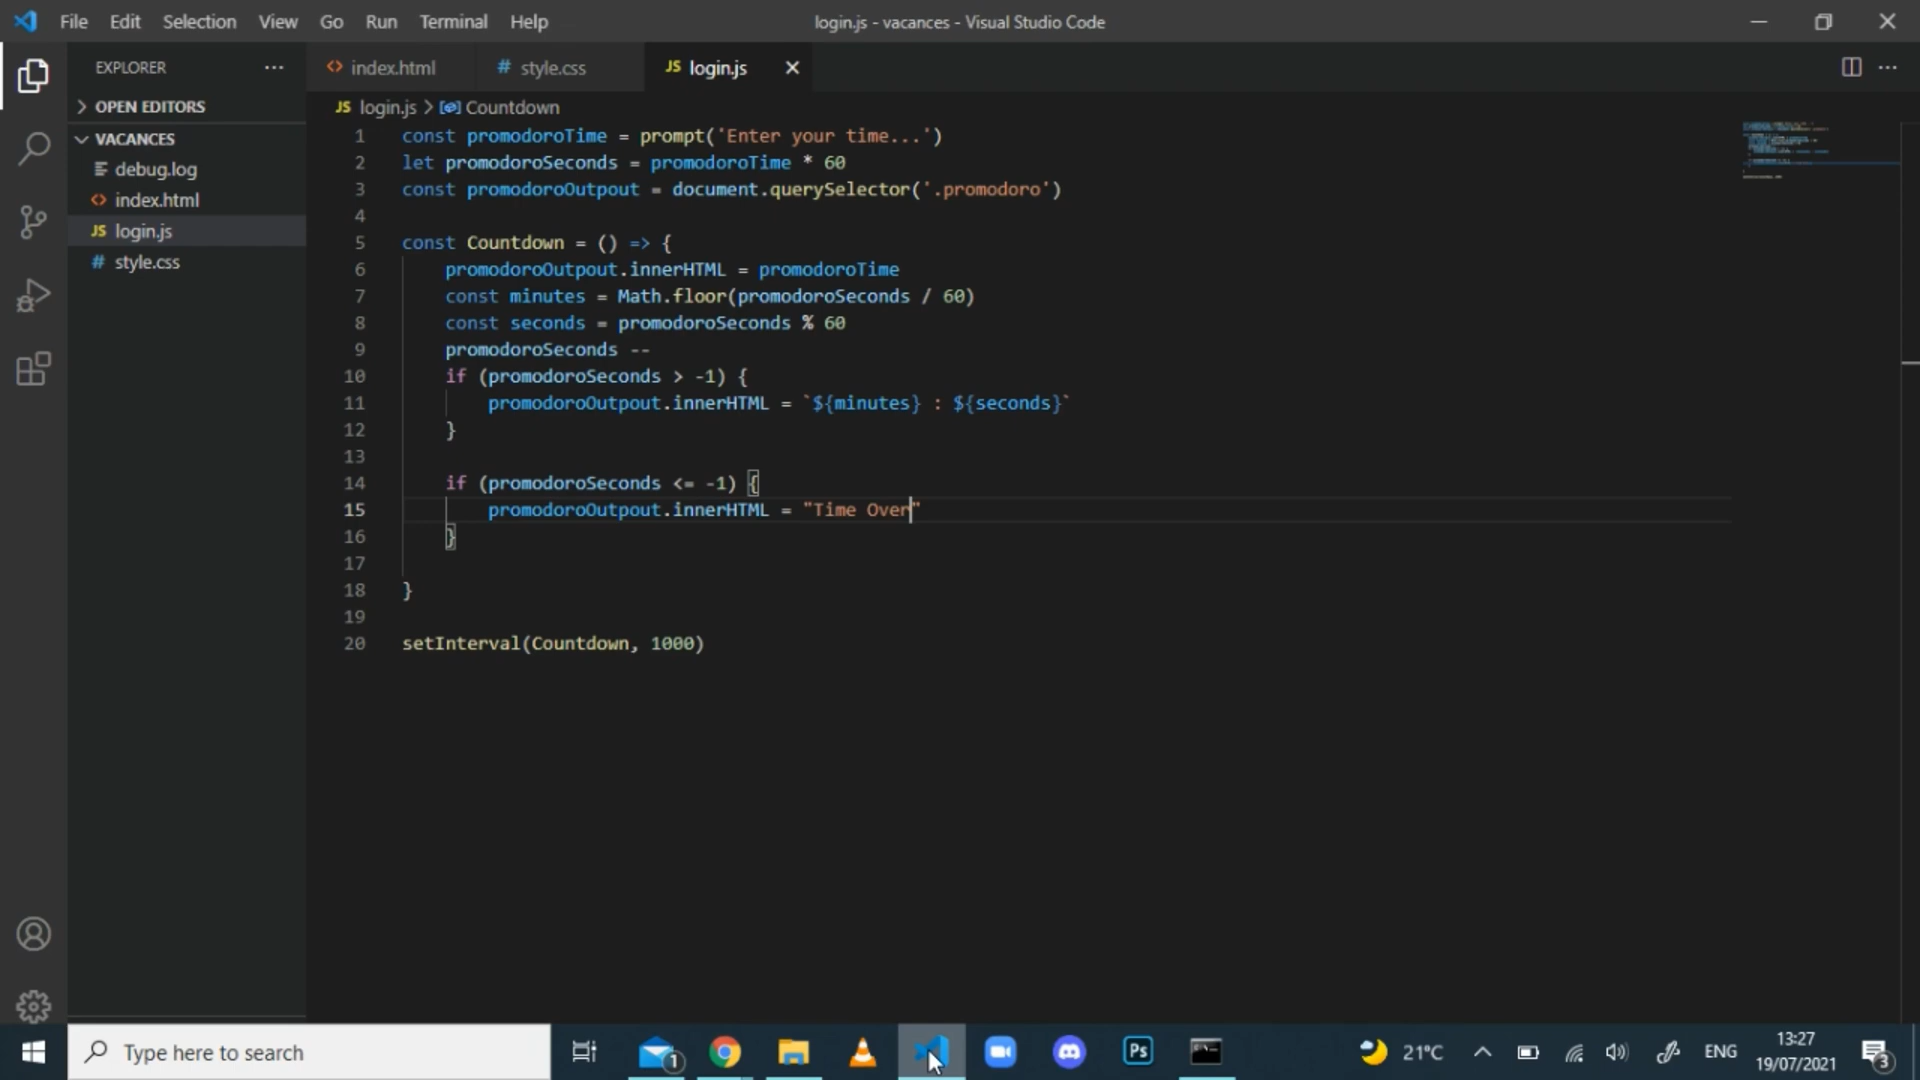 File Edit Selection View Go Run Terminal Help
login.js - vacances - Visual Studio Code
EXPLORER
OPEN EDITORS
VACANCES
debug.log
index.html
JS login.js
# style.css
index.html
# style.css
JS login.js
JS login.js > Countdown
1 const promodoroTime = prompt('Enter your time...')
2 let promodoroSeconds = promodoroTime * 60
3 const promodoroOutpout = document.querySelector('.promodoro')
4
5 const Countdown = () => {
6 promodoroOutpout.innerHTML = promodoroTime
7 const minutes = Math.floor(promodoroSeconds / 60)
8 const seconds = promodoroSeconds % 60
9 promodoroSeconds --
10 if (promodoroSeconds > -1) {
11 promodoroOutpout.innerHTML = `${minutes} : ${seconds}`
12 }
13
14 if (promodoroSeconds <= -1) {
15 promodoroOutpout.innerHTML = "Time Over"
16 }
17
18 }
19
20 setInterval(Countdown, 1000)
Type here to search
1
Ps
21°C
ENG
13:27
19/07/2021
3